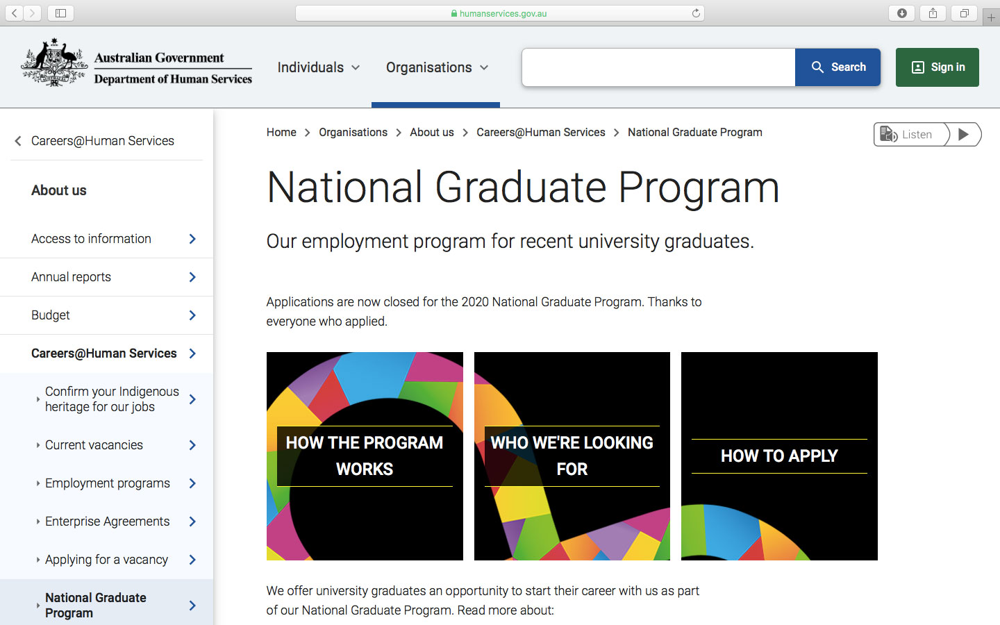 humanservices.gov.au
Australian Government
Department of Human Services
Individuals
Organisations
Search
Sign in
Careers@Human Services
About us
Access to information
Annual reports
Budget
Careers@Human Services
Confirm your Indigenous
heritage for our jobs
Current vacancies
Employment programs
Enterprise Agreements
Applying for a vacancy
National Graduate
Program
Home > Organisations > About us > Careers@Human Services > National Graduate Program
Listen
National Graduate Program
Our employment program for recent university graduates.
Applications are now closed for the 2020 National Graduate Program. Thanks to
everyone who applied.
HOW THE PROGRAM
WORKS
WHO WE'RE LOOKING
FOR
HOW TO APPLY
We offer university graduates an opportunity to start their career with us as part
of our National Graduate Program. Read more about: